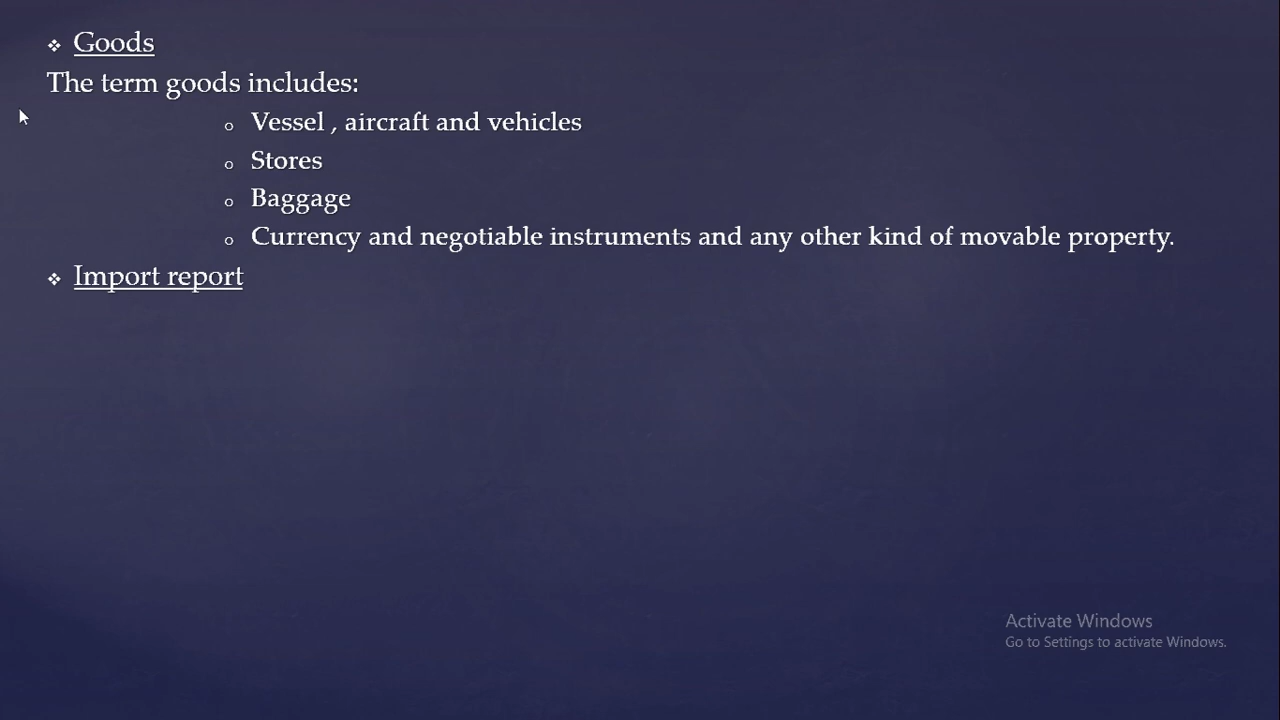 ❖ Goods
The term goods includes:
o Vessel , aircraft and vehicles
o Stores
o Baggage
o Currency and negotiable instruments and any other kind of movable property.
❖ Import report
Activate Windows
Go to Settings to activate Windows.